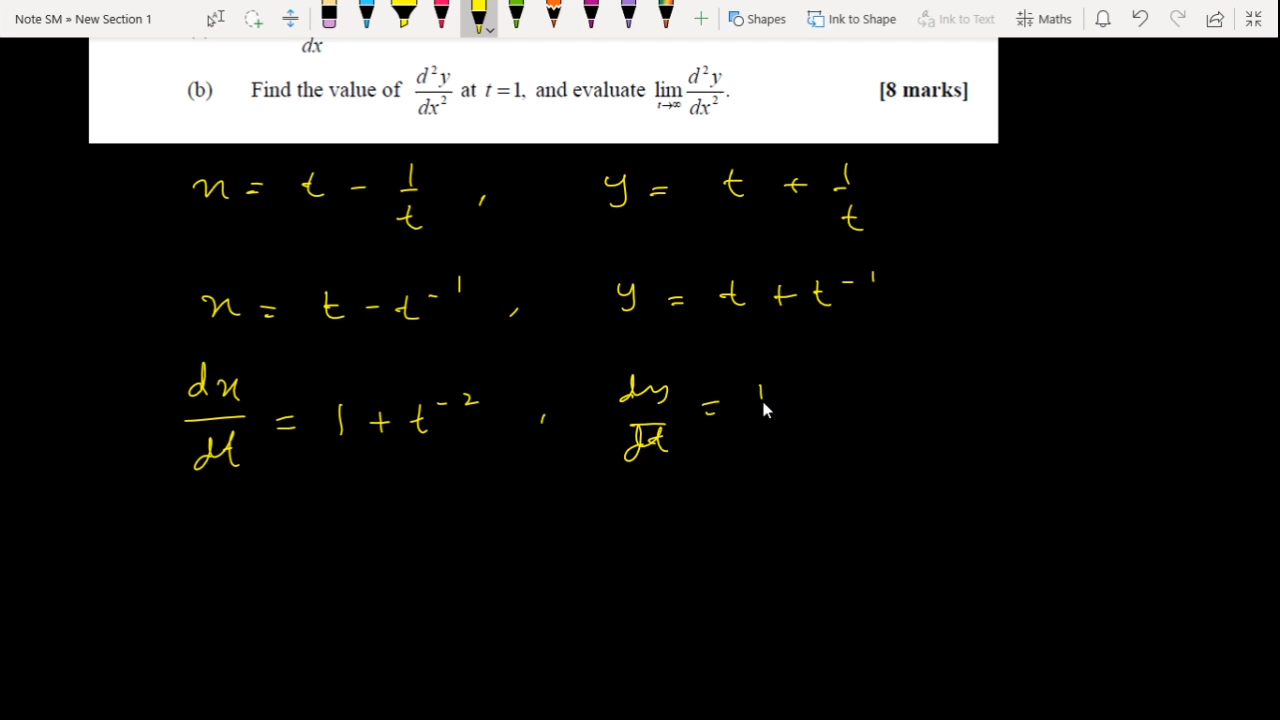 Note SM » New Section 1 Shapes Ink to Shape Ink to Text Maths
dx
(b) Find the value of d²y/dx² at t = 1, and evaluate lim t→∞ d²y/dx². [8 marks]
x = t - 1/t , y = t + 1/t
x = t - t⁻¹ , y = t + t⁻¹
dx/dt = 1 + t⁻² , dy/dt = 1